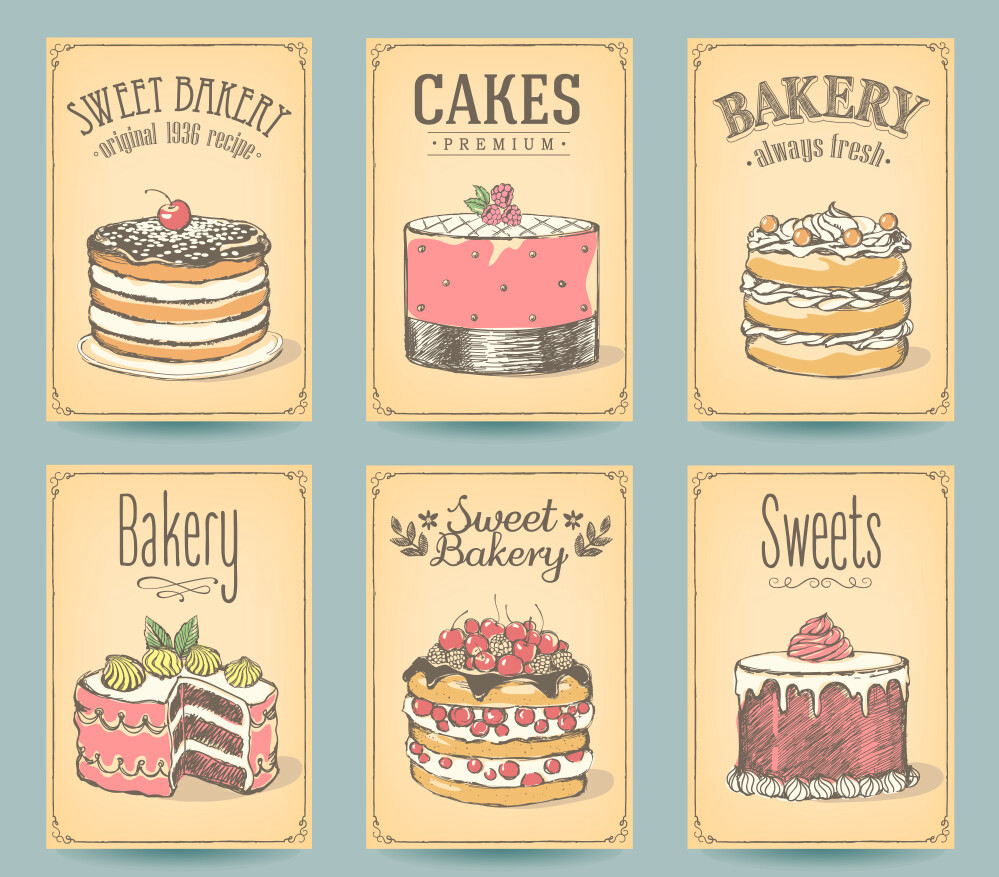 SWEET BAKERY
·original 1936 recipe·
CAKES
·PREMIUM·
BAKERY
·always fresh·
Bakery
Sweet
Bakery
Sweets